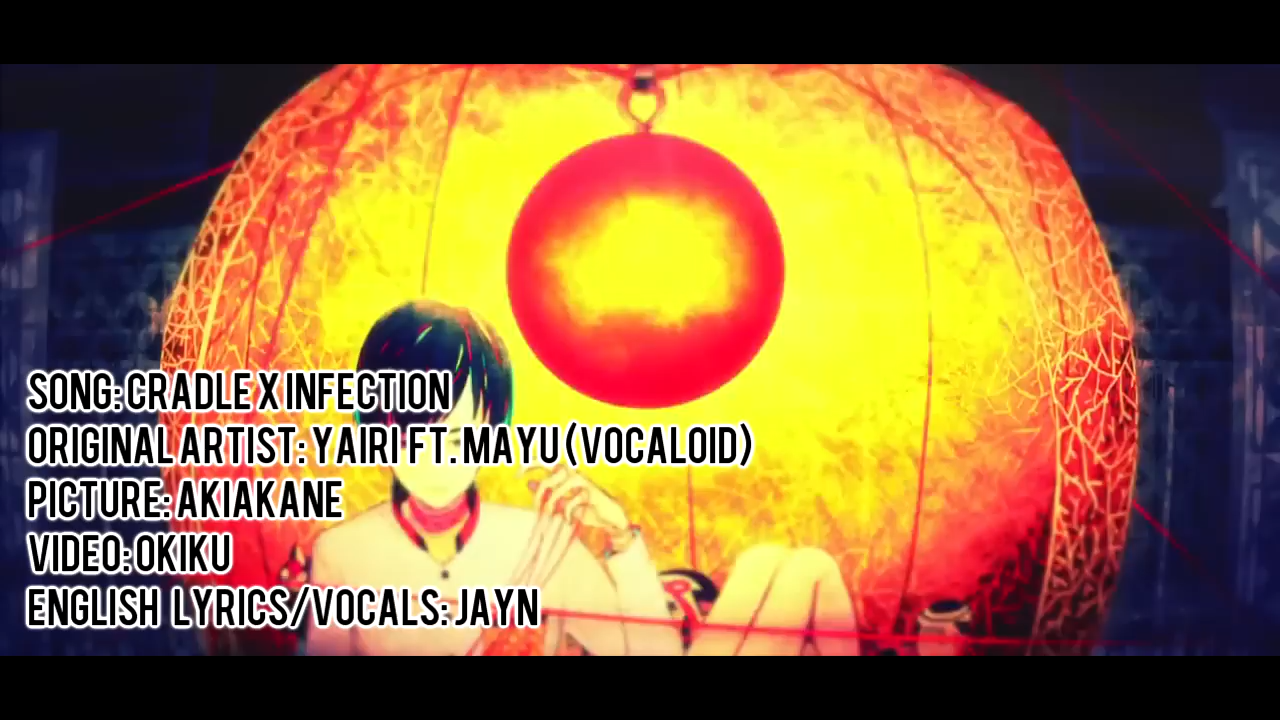 SONG: CRADLE X INFECTION
ORIGINAL ARTIST: YAIRI FT. MAYU (VOCALOID)
PICTURE: AKIAKANE
VIDEO: OKIKU
ENGLISH LYRICS/VOCALS: JAYN